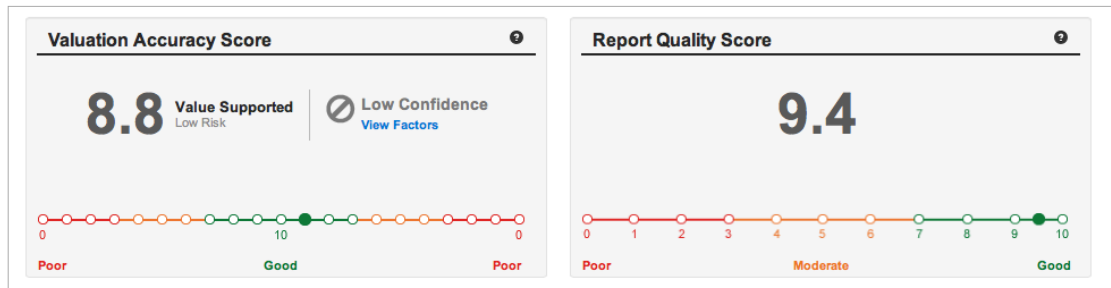 Valuation Accuracy Score ?
8.8 Value Supported
Low Risk
Low Confidence
View Factors
0 10 0
Poor Good Poor
Report Quality Score ?
9.4
0 1 2 3 4 5 6 7 8 9 10
Poor Moderate Good